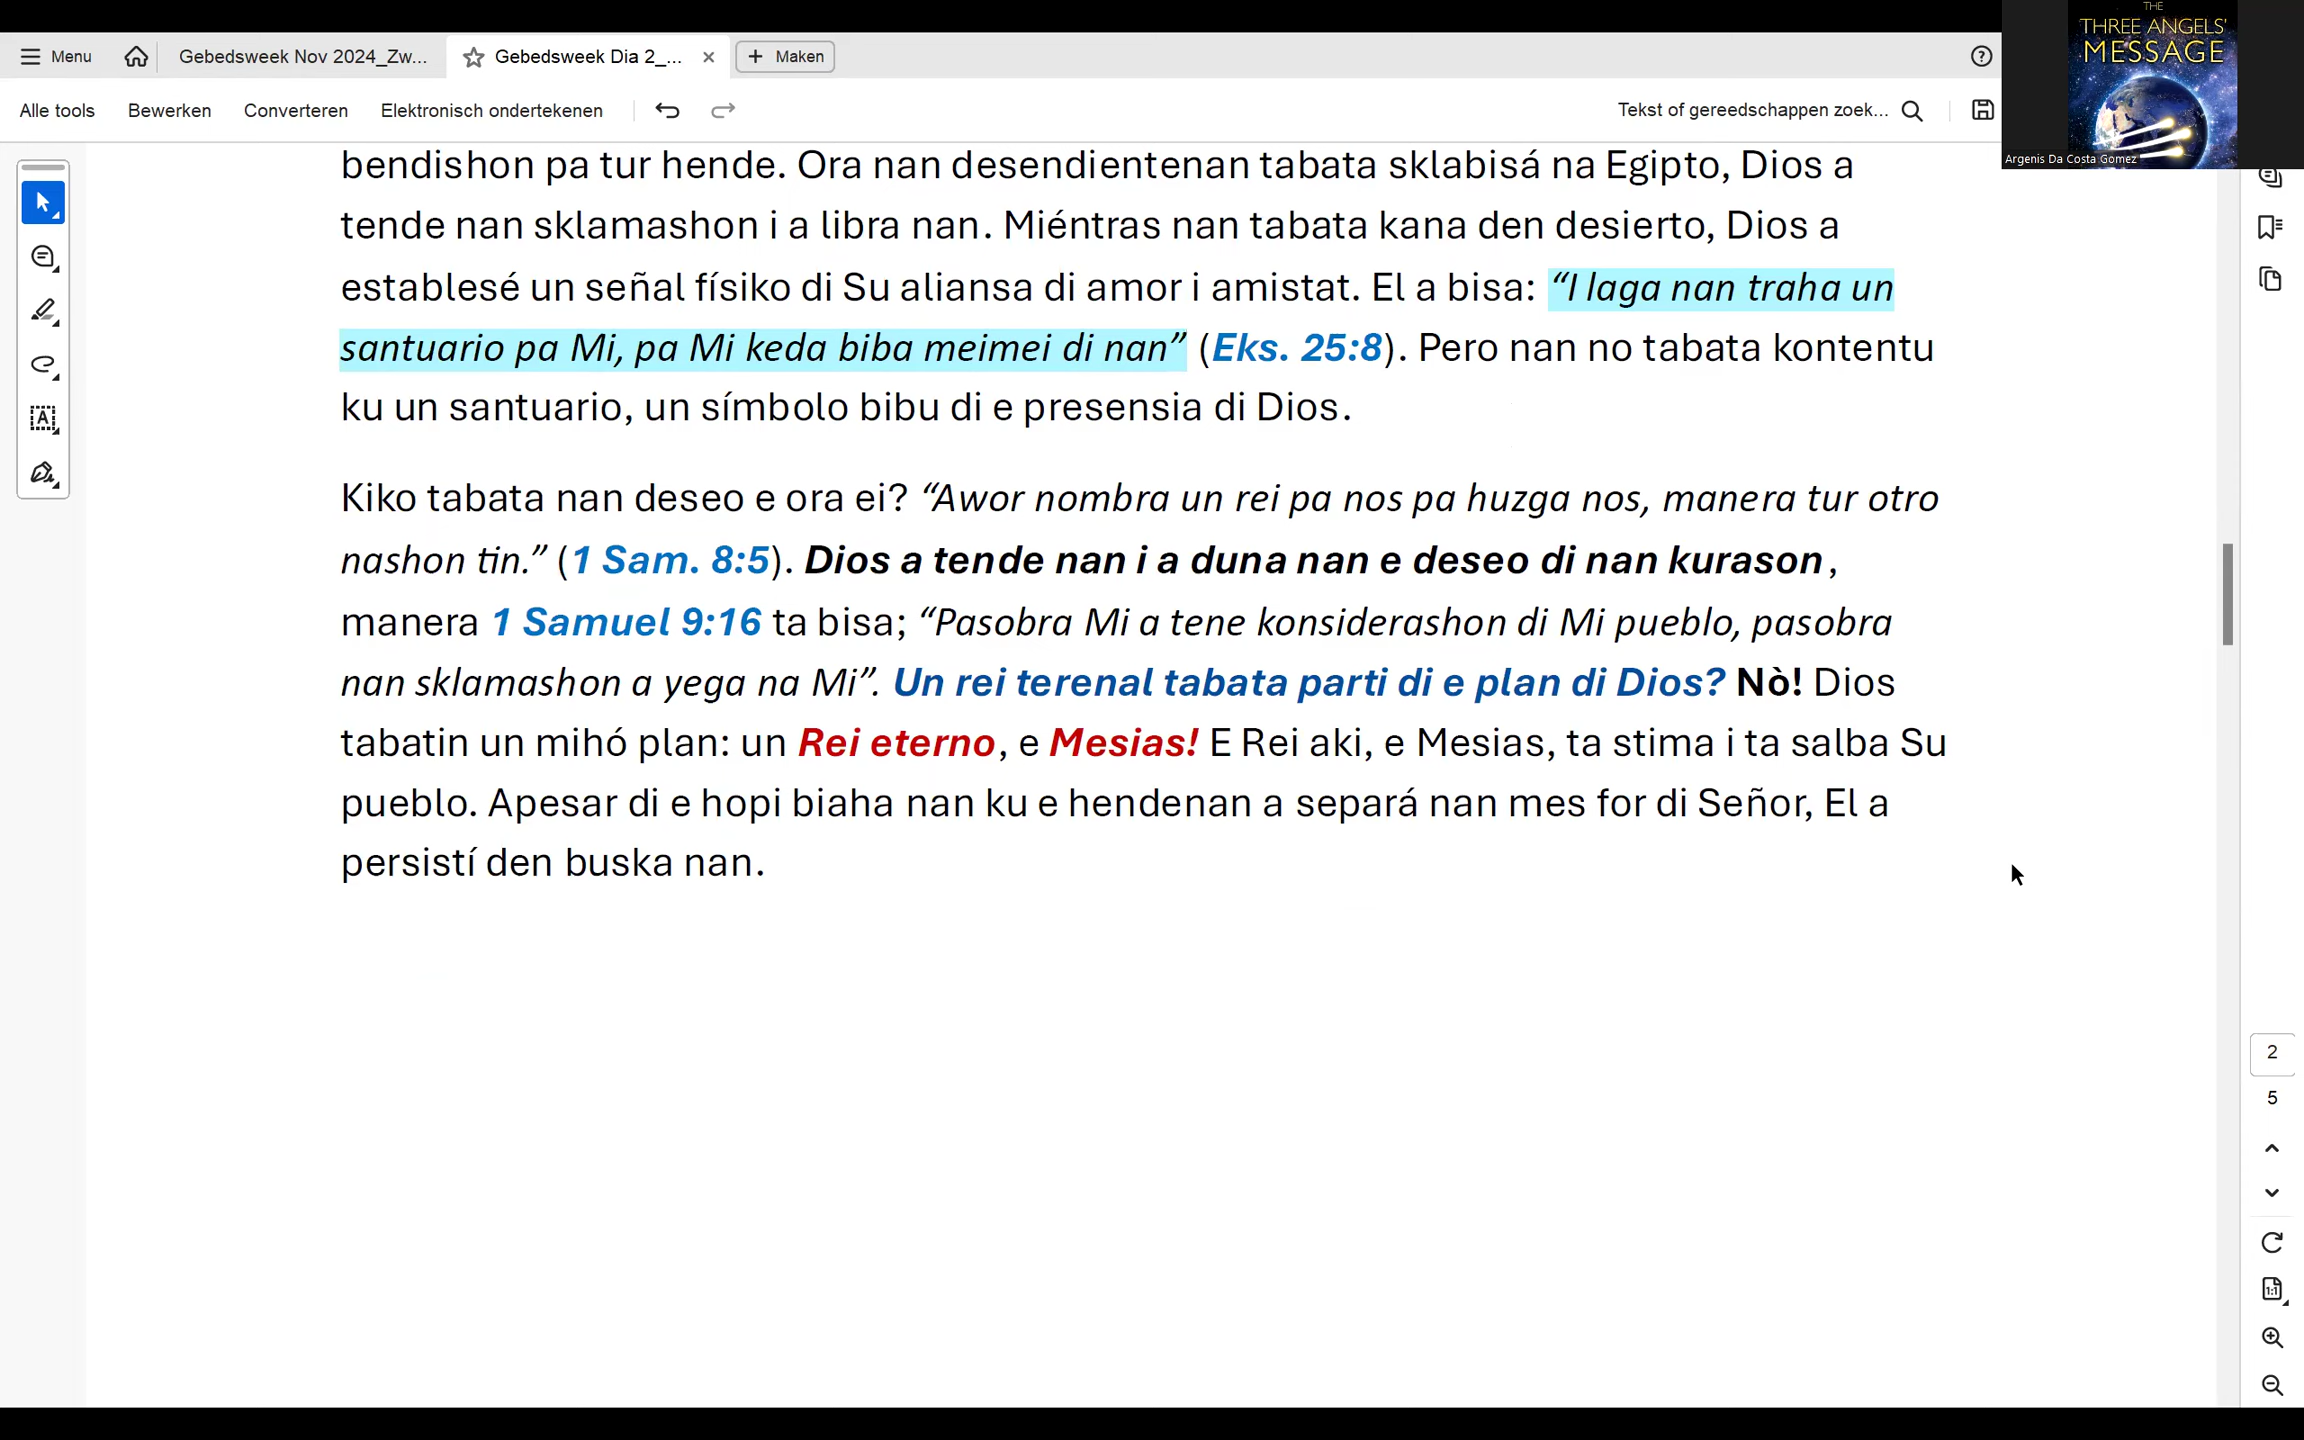 THE
THREE ANGELS'
MESSAGE
Menu
Gebedsweek Nov 2024_Zw...
Gebedsweek Dia 2_...
Maken
Alle tools
Bewerken
Converteren
Elektronisch ondertekenen
Tekst of gereedschappen zoek...
Argenis Da Costa Gomez
bendishon pa tur hende. Ora nan desendientenan tabata sklabisá na Egipto, Dios a
tende nan sklamashon i a libra nan. Miéntras nan tabata kana den desierto, Dios a
establesé un señal físiko di Su aliansa di amor i amistat. El a bisa: “I laga nan traha un
santuario pa Mi, pa Mi keda biba meimei di nan” (Eks. 25:8). Pero nan no tabata kontentu
ku un santuario, un símbolo bibu di e presensia di Dios.
Kiko tabata nan deseo e ora ei? “Awor nombra un rei pa nos pa huzga nos, manera tur otro
nashon tin.” (1 Sam. 8:5). Dios a tende nan i a duna nan e deseo di nan kurason,
manera 1 Samuel 9:16 ta bisa; “Pasobra Mi a tene konsiderashon di Mi pueblo, pasobra
nan sklamashon a yega na Mi”. Un rei terenal tabata parti di e plan di Dios? Nò! Dios
tabatin un mihó plan: un Rei eterno, e Mesias! E Rei aki, e Mesias, ta stima i ta salba Su
pueblo. Apesar di e hopi biaha nan ku e hendenan a separá nan mes for di Señor, El a
persistí den buska nan.
2
5
1:1